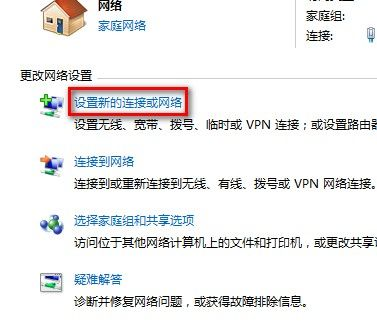 网络
家庭网络
家庭组:
连接:
更改网络设置
设置新的连接或网络
设置无线、宽带、拨号、临时或 VPN 连接；或设置路由器
连接到网络
连接到或重新连接到无线、有线、拨号或 VPN 网络连接。
选择家庭组和共享选项
访问位于其他网络计算机上的文件和打印机，或更改共享
疑难解答
诊断并修复网络问题，或获得故障排除信息。